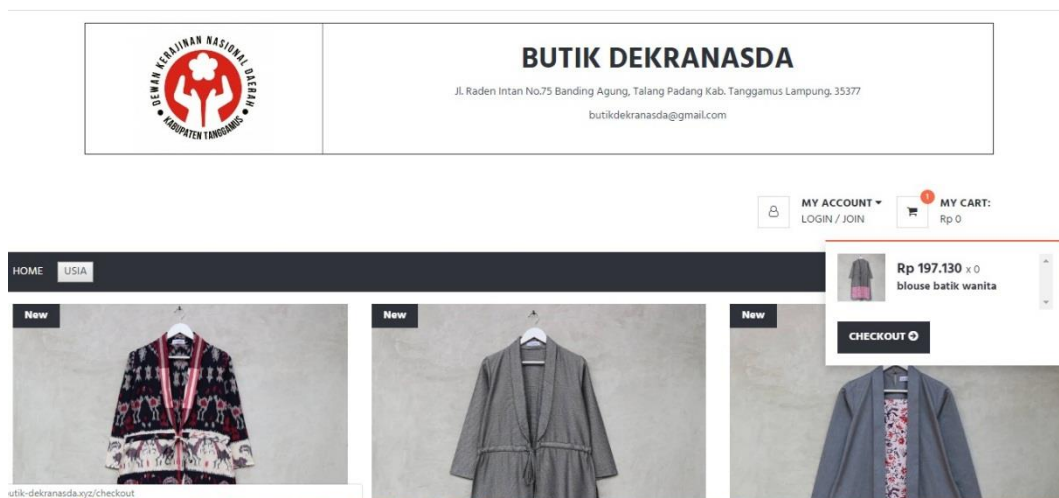 DEWAN KERAJINAN NASIONAL DAERAH
KABUPATEN TANGGAMUS
BUTIK DEKRANASDA
Jl. Raden Intan No.75 Banding Agung, Talang Padang Kab. Tanggamus Lampung. 35377
butikdekranasda@gmail.com
MY ACCOUNT
LOGIN / JOIN
1
MY CART:
Rp 0
HOME
USIA
Rp 197.130 x 0
blouse batik wanita
CHECKOUT
New
New
New
utik-dekranasda.xyz/checkout